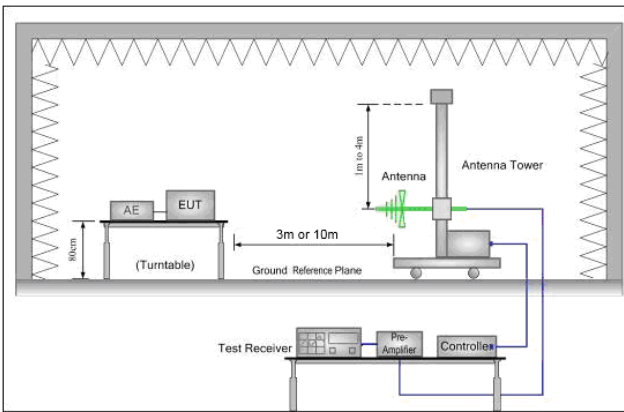 1m to 4m
Antenna
Antenna Tower
AE
EUT
80cm
3m or 10m
(Turntable)
Ground Reference Plane
Test Receiver
Pre-
Amplifier
Controller